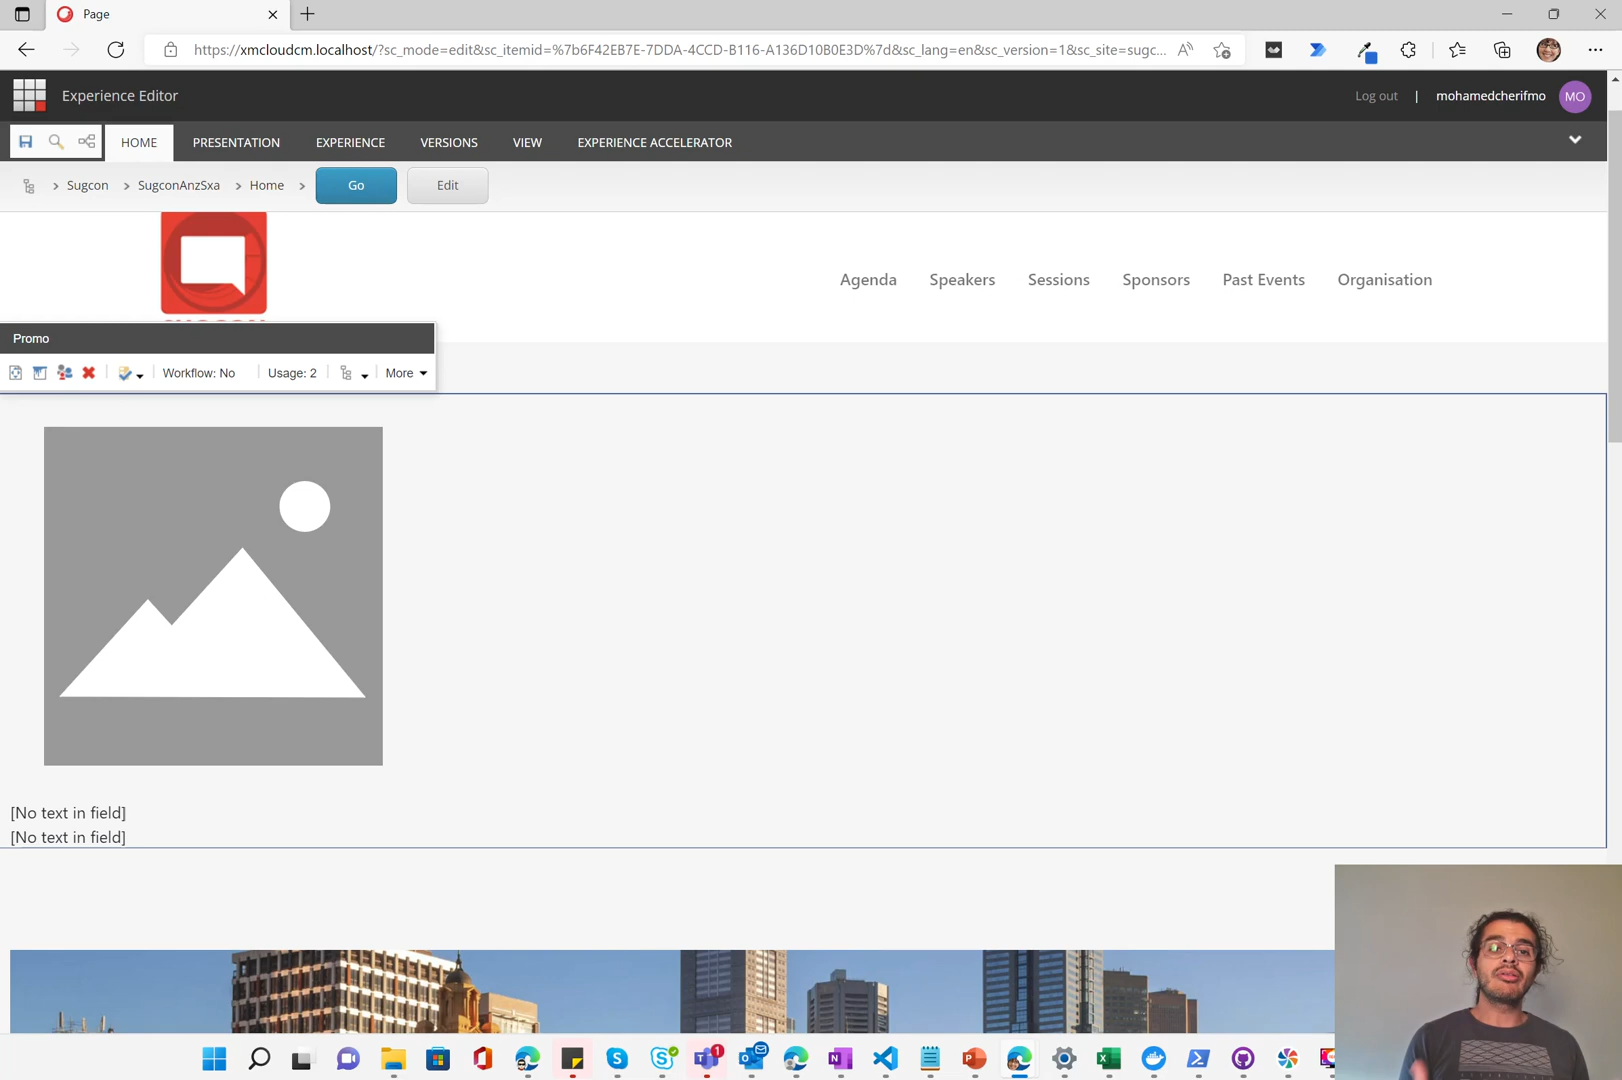 Page
https://xmcloudcm.localhost/?sc_mode=edit&sc_itemid=%7b6F42EB7E-7DDA-4CCD-B116-A136D10B0E3D%7d&sc_lang=en&sc_version=1&sc_site=sugc...
Experience Editor
Log out | mohamedcherifmo MO
HOME PRESENTATION EXPERIENCE VERSIONS VIEW EXPERIENCE ACCELERATOR
Sugcon SugconAnzSxa Home Go Edit
Agenda Speakers Sessions Sponsors Past Events Organisation
Promo
Workflow: No Usage: 2 More
[No text in field]
[No text in field]